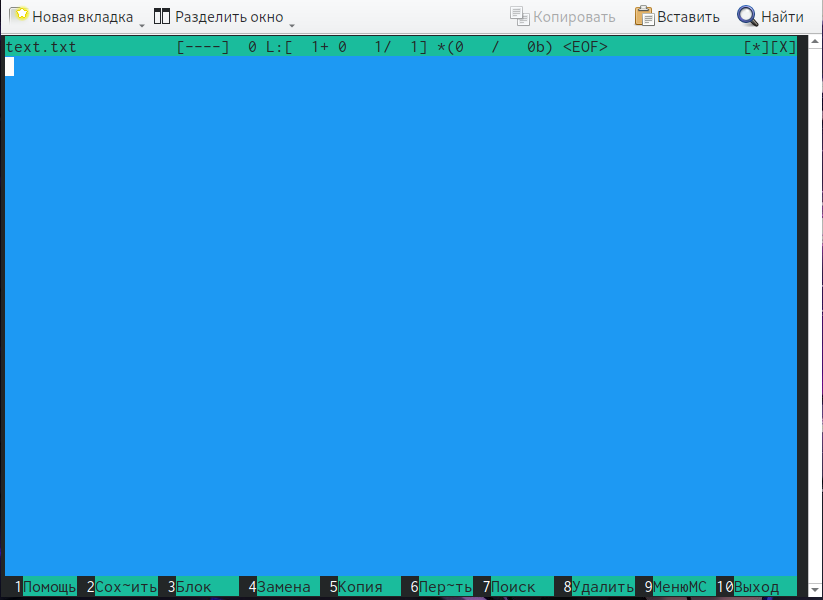 Новая вкладка Разделить окно Копировать Вставить Найти
text.txt [----] 0 L:[ 1+ 0 1/ 1] *(0 / 0b) <EOF> [*][X]
1Помощь 2Сох~ить 3Блок 4Замена 5Копия 6Пер~ть 7Поиск 8Удалить 9МенюMC 10Выход